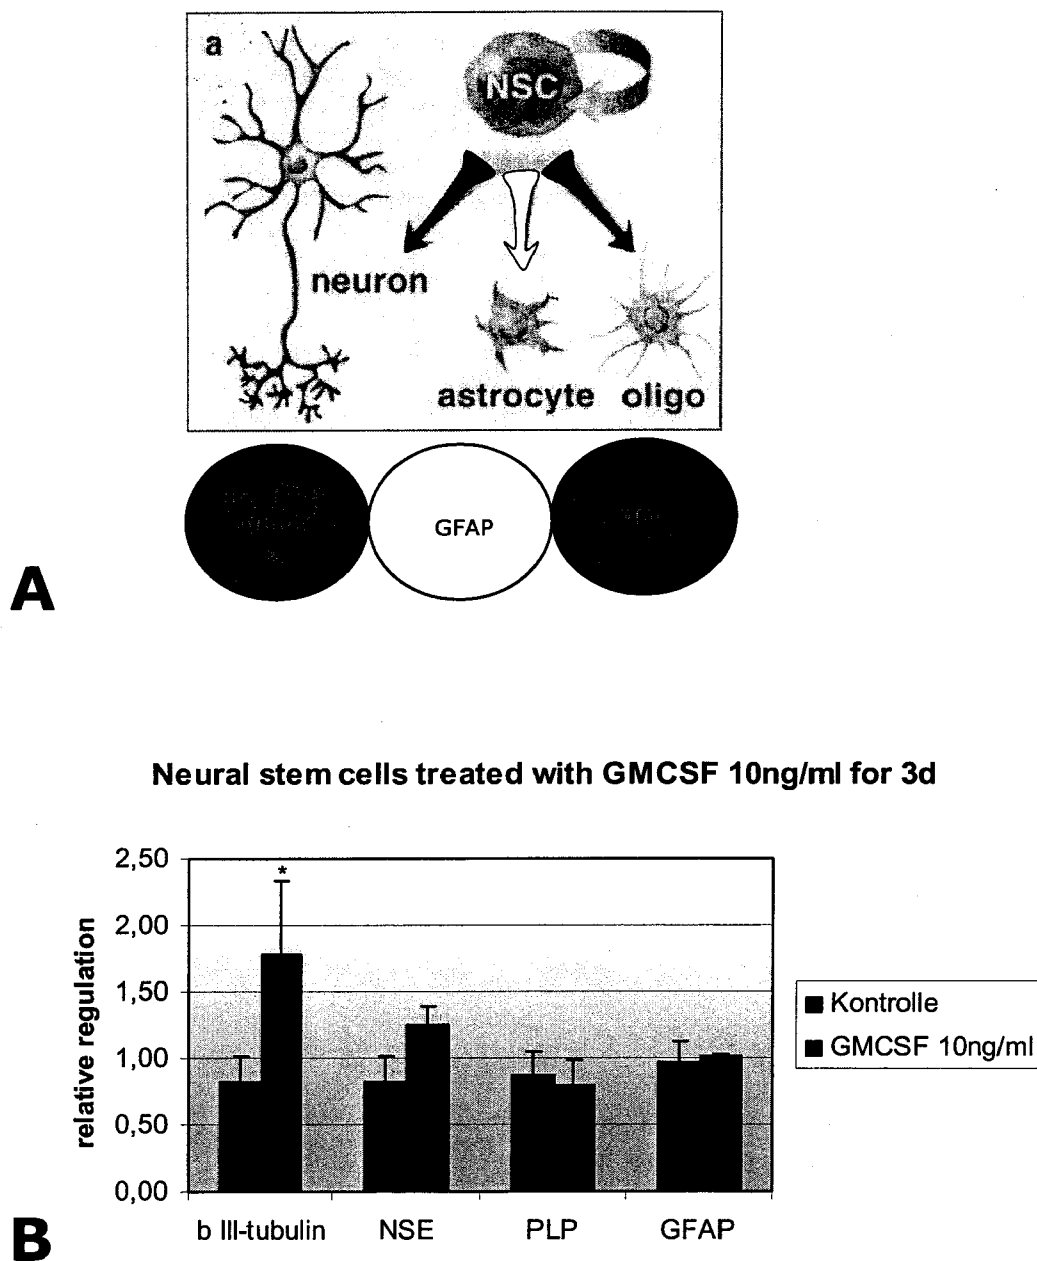 a
NSC
neuron
astrocyte oligo
GFAP
A
Neural stem cells treated with GMCSF 10ng/ml for 3d
2,50
2,00
1,50
1,00
0,50
0,00
relative regulation
*
b III-tubulin NSE PLP GFAP
Kontrolle
GMCSF 10ng/ml
B